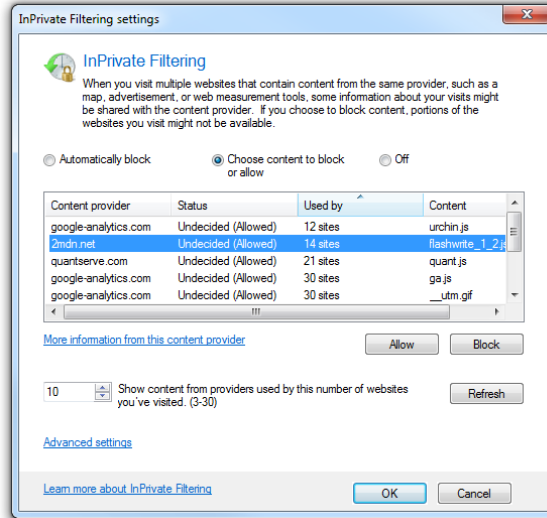 InPrivate Filtering settings
InPrivate Filtering
When you visit multiple websites that contain content from the same provider, such as a
map, advertisement, or web measurement tools, some information about your visits might
be shared with the content provider. If you choose to block content, portions of the
websites you visit might not be available.
Automatically block Choose content to block Off
or allow
Content provider Status Used by Content
google-analytics.com Undecided (Allowed) 12 sites urchin.js
2mdn.net Undecided (Allowed) 14 sites flashwrite_1_2.js
quantserve.com Undecided (Allowed) 21 sites quant.js
google-analytics.com Undecided (Allowed) 30 sites ga.js
google-analytics.com Undecided (Allowed) 30 sites __utm.gif
More information from this content provider Allow Block
10 Show content from providers used by this number of websites Refresh
you've visited. (3-30)
Advanced settings
Learn more about InPrivate Filtering OK Cancel